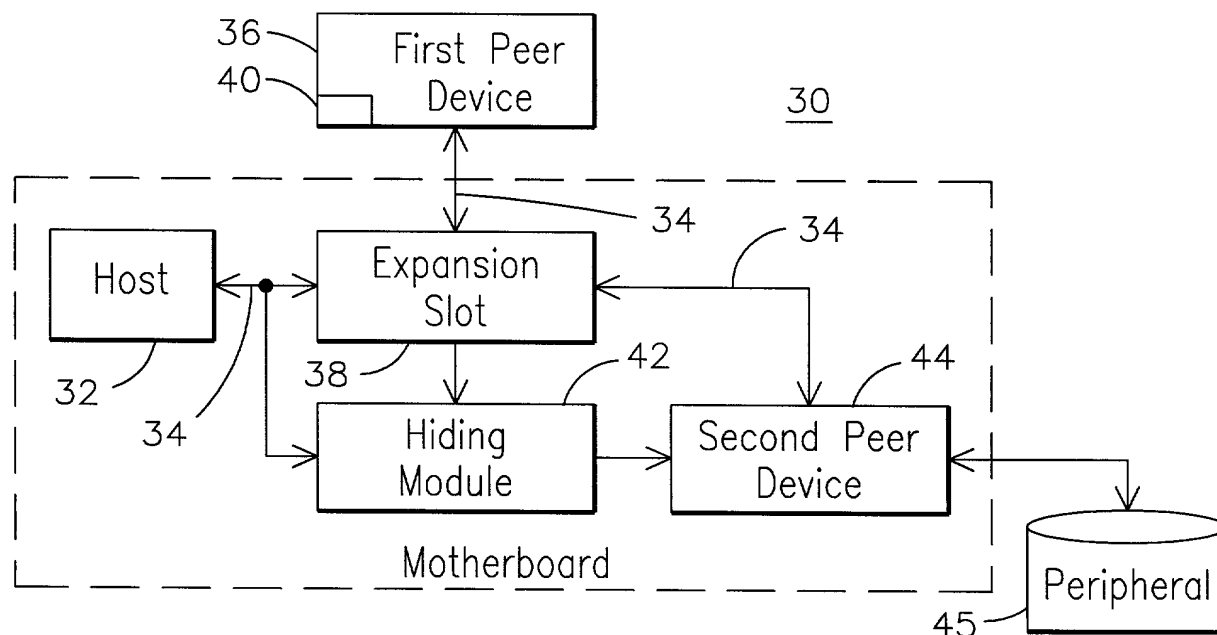 36
First Peer
Device
40
30
34
34
Host
Expansion
Slot
32
34
38
42
44
Hiding
Module
Second Peer
Device
Motherboard
Peripheral
45